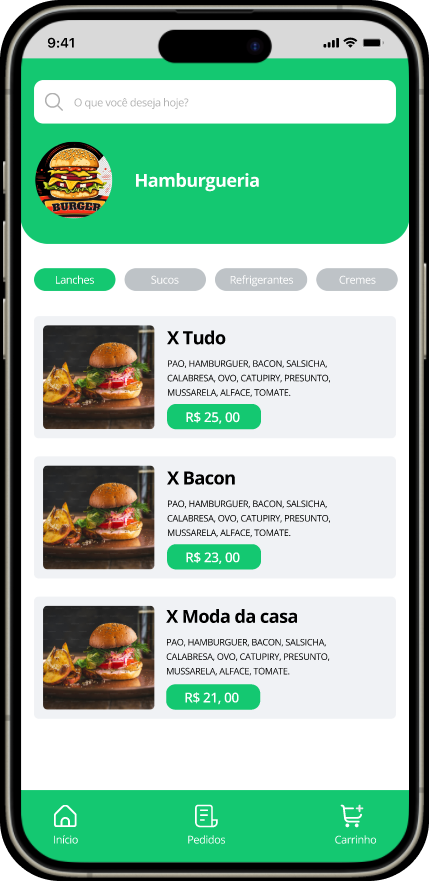 9:41
O que você deseja hoje?
BURGER
Hamburgueria
Lanches
Sucos
Refrigerantes
Cremes
X Tudo
PAO, HAMBURGUER, BACON, SALSICHA,
CALABRESA, OVO, CATUPIRY, PRESUNTO,
MUSSARELA, ALFACE, TOMATE.
R$ 25, 00
X Bacon
PAO, HAMBURGUER, BACON, SALSICHA,
CALABRESA, OVO, CATUPIRY, PRESUNTO,
MUSSARELA, ALFACE, TOMATE.
R$ 23, 00
X Moda da casa
PAO, HAMBURGUER, BACON, SALSICHA,
CALABRESA, OVO, CATUPIRY, PRESUNTO,
MUSSARELA, ALFACE, TOMATE.
R$ 21, 00
Início
Pedidos
Carrinho